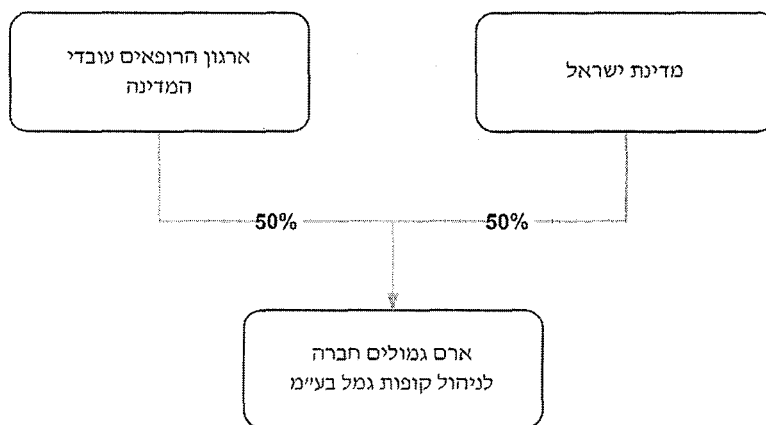 מדינת ישראל
ארגון הרופאים עובדי
המדינה
50%
50%
ארם גמולים חברה
לניהול קופות גמל בע״מ